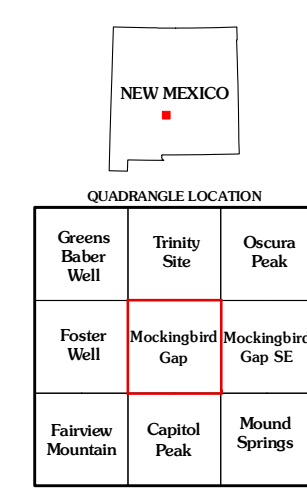 NEW MEXICO
QUADRANGLE LOCATION
Greens
Baber
Well
Trinity
Site
Oscura
Peak
Foster
Well
Mockingbird
Gap
Mockingbird
Gap SE
Fairview
Mountain
Capitol
Peak
Mound
Springs